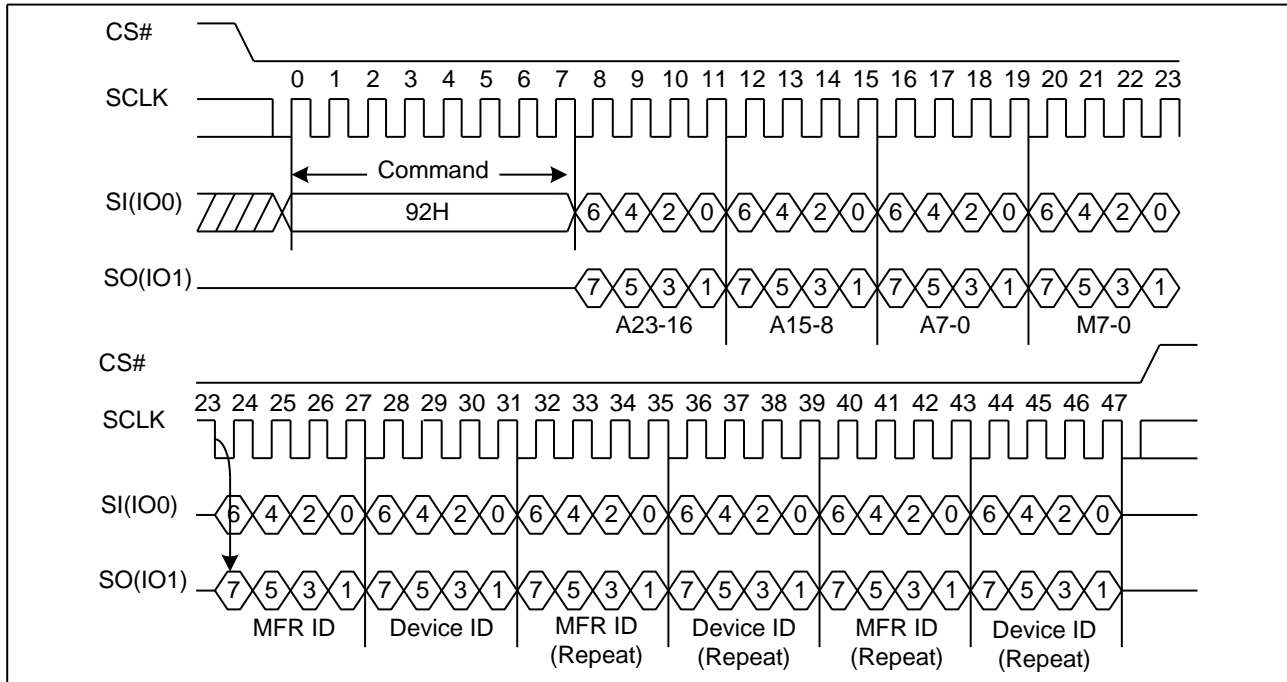 CS#
0 1 2 3 4 5 6 7 8 9 10 11 12 13 14 15 16 17 18 19 20 21 22 23
SCLK
Command
SI(IO0)
92H
6 4 2 0 6 4 2 0 6 4 2 0 6 4 2 0
SO(IO1)
7 5 3 1 7 5 3 1 7 5 3 1 7 5 3 1
A23-16 A15-8 A7-0 M7-0
CS#
23 24 25 26 27 28 29 30 31 32 33 34 35 36 37 38 39 40 41 42 43 44 45 46 47
SCLK
SI(IO0)
6 4 2 0 6 4 2 0 6 4 2 0 6 4 2 0 6 4 2 0 6 4 2 0
SO(IO1)
7 5 3 1 7 5 3 1 7 5 3 1 7 5 3 1 7 5 3 1 7 5 3 1
MFR ID Device ID MFR ID Device ID MFR ID Device ID
(Repeat) (Repeat) (Repeat) (Repeat)